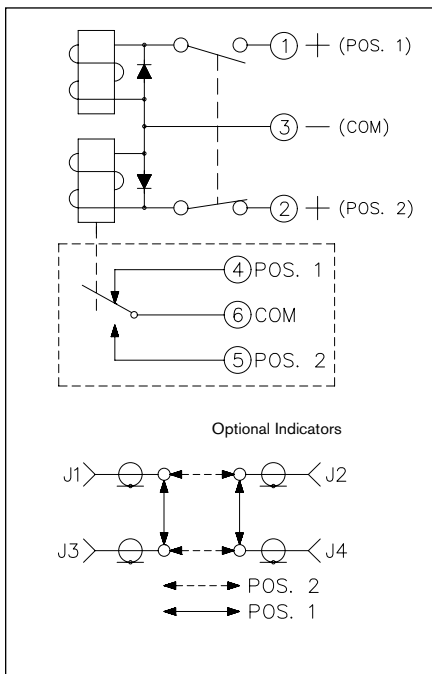 1 + (POS. 1)
3 — (COM)
2 + (POS. 2)
4 POS. 1
6 COM
5 POS. 2
Optional Indicators
J1 J2
J3 J4
POS. 2
POS. 1